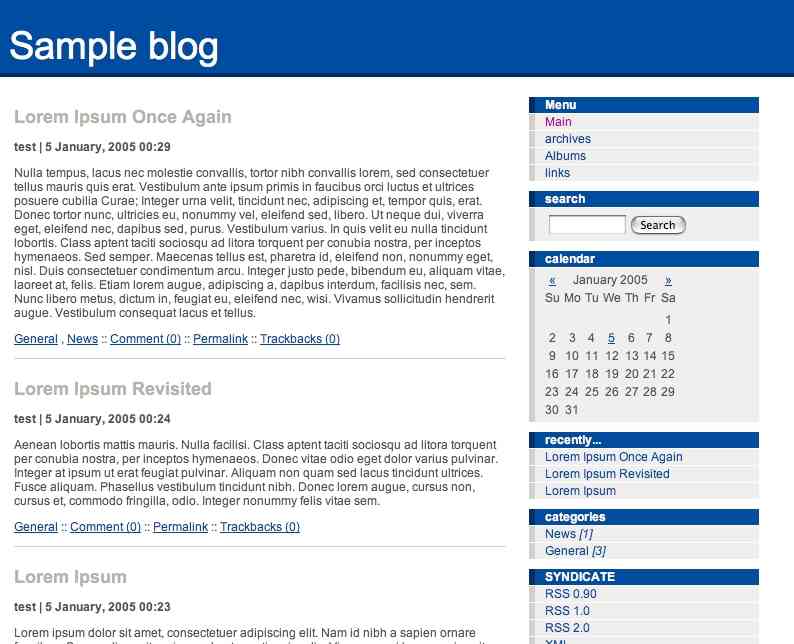 Sample blog
Lorem Ipsum Once Again
test | 5 January, 2005 00:29
Nulla tempus, lacus nec molestie convallis, tortor nibh convallis lorem, sed consectetuer
tellus mauris quis erat. Vestibulum ante ipsum primis in faucibus orci luctus et ultrices
posuere cubilia Curae; Integer urna velit, tincidunt nec, adipiscing et, tempor quis, erat.
Donec tortor nunc, ultricies eu, nonummy vel, eleifend sed, libero. Ut neque dui, viverra
eget, eleifend nec, dapibus sed, purus. Vestibulum varius. In quis velit eu nulla tincidunt
lobortis. Class aptent taciti sociosqu ad litora torquent per conubia nostra, per inceptos
hymenaeos. Sed semper. Maecenas tellus est, pharetra id, eleifend non, nonummy eget,
nisl. Duis consectetuer condimentum arcu. Integer justo pede, bibendum eu, aliquam vitae,
laoreet at, felis. Etiam lorem augue, adipiscing a, dapibus interdum, facilisis nec, sem.
Nunc libero metus, dictum in, feugiat eu, eleifend nec, wisi. Vivamus sollicitudin hendrerit
augue. Vestibulum consequat lacus et tellus.
General , News :: Comment (0) :: Permalink :: Trackbacks (0)
Lorem Ipsum Revisited
test | 5 January, 2005 00:24
Aenean lobortis mattis mauris. Nulla facilisi. Class aptent taciti sociosqu ad litora torquent
per conubia nostra, per inceptos hymenaeos. Donec vitae odio eget dolor varius pulvinar.
Integer at ipsum ut erat feugiat pulvinar. Aliquam non quam sed lacus tincidunt ultrices.
Fusce aliquam. Phasellus vestibulum tincidunt nibh. Donec lorem augue, cursus non,
cursus et, commodo fringilla, odio. Integer nonummy felis vitae sem.
General :: Comment (0) :: Permalink :: Trackbacks (0)
Lorem Ipsum
test | 5 January, 2005 00:23
Lorem ipsum dolor sit amet, consectetuer adipiscing elit. Nam id nibh a sapien ornare
Menu
Main
archives
Albums
links
search
Search
calendar
« January 2005 »
Su Mo Tu We Th Fr Sa
1
2 3 4 5 6 7 8
9 10 11 12 13 14 15
16 17 18 19 20 21 22
23 24 25 26 27 28 29
30 31
recently...
Lorem Ipsum Once Again
Lorem Ipsum Revisited
Lorem Ipsum
categories
News [1]
General [3]
SYNDICATE
RSS 0.90
RSS 1.0
RSS 2.0